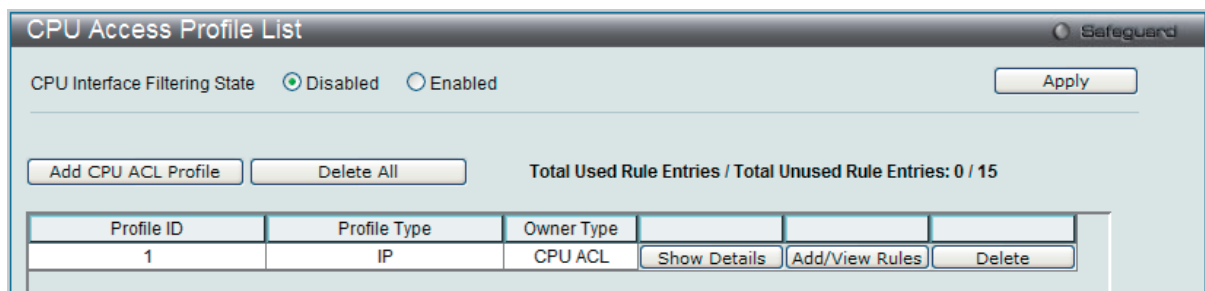 CPU Access Profile List
Safeguard
CPU Interface Filtering State Disabled Enabled Apply
Add CPU ACL Profile Delete All Total Used Rule Entries / Total Unused Rule Entries: 0 / 15
Profile ID Profile Type Owner Type
1 IP CPU ACL Show Details Add/View Rules Delete